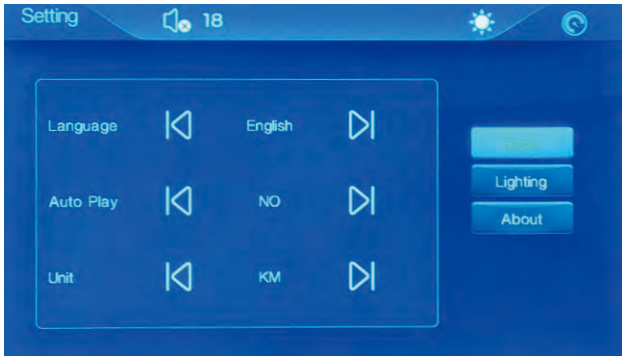 Setting 18
Language English
Auto Play NO
Unit KM
Lighting
About